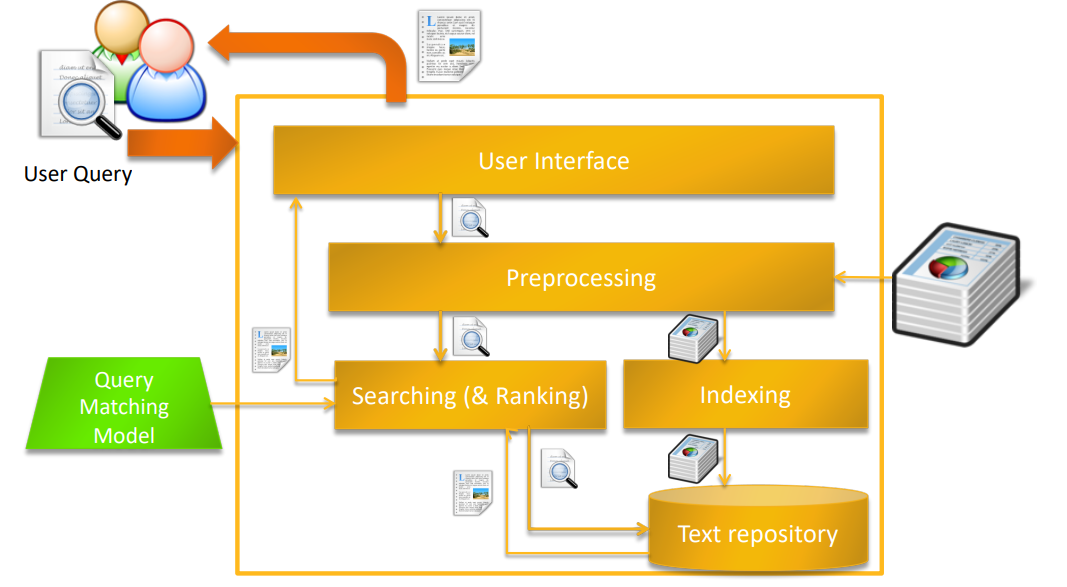 User Query
User Interface
Preprocessing
Query
Matching
Model
Searching (& Ranking)
Indexing
Text repository